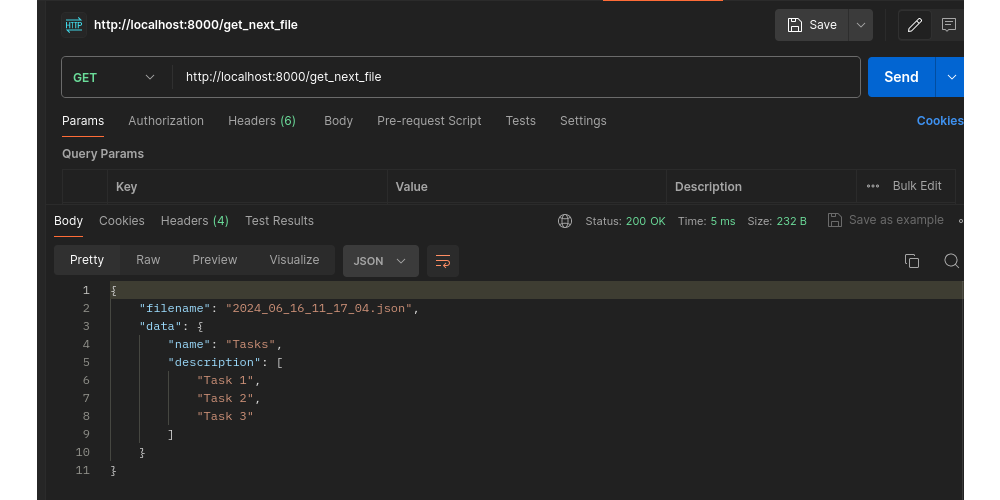 HTTP http://localhost:8000/get_next_file Save
GET http://localhost:8000/get_next_file Send
Params Authorization Headers (6) Body Pre-request Script Tests Settings Cookies
Query Params
Key Value Description ••• Bulk Edit
Body Cookies Headers (4) Test Results Status: 200 OK Time: 5 ms Size: 232 B Save as example
Pretty Raw Preview Visualize JSON
1 {
2 "filename": "2024_06_16_11_17_04.json",
3 "data": {
4 "name": "Tasks",
5 "description": [
6 "Task 1",
7 "Task 2",
8 "Task 3"
9 ]
10 }
11 }